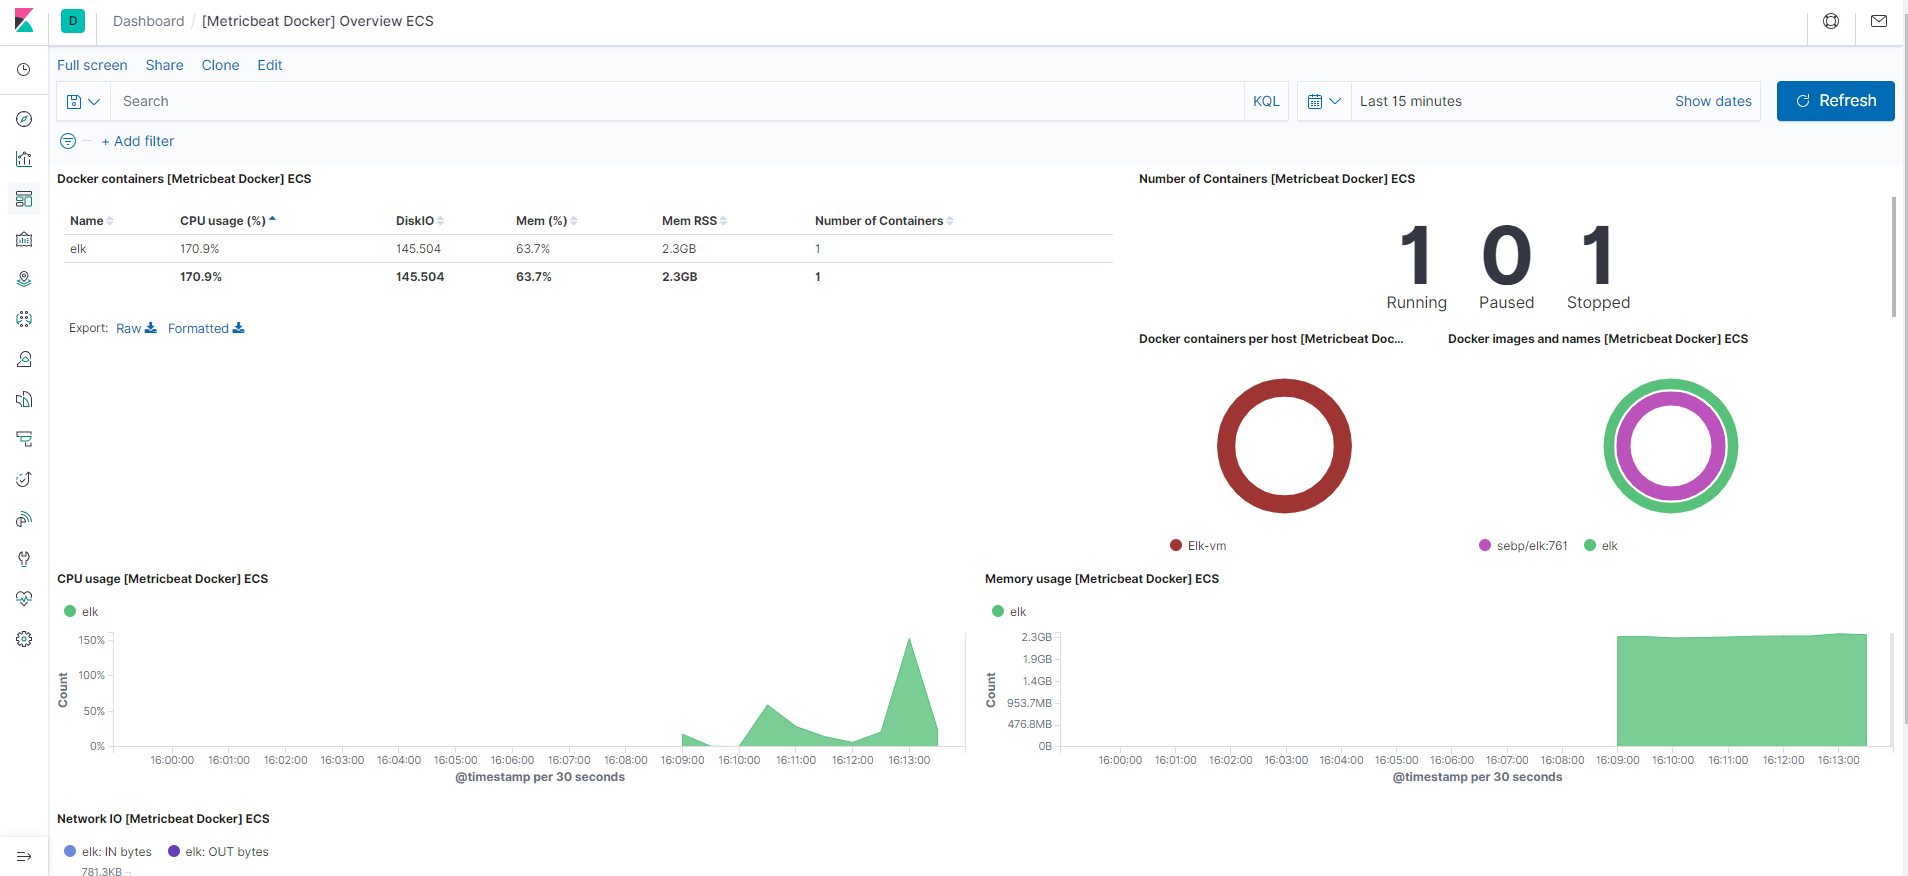 D Dashboard / [Metricbeat Docker] Overview ECS
Full screen Share Clone Edit
Search KQL Last 15 minutes Show dates Refresh
+ Add filter
Docker containers [Metricbeat Docker] ECS
Name CPU usage (%) DiskIO Mem (%) Mem RSS Number of Containers
elk 170.9% 145.504 63.7% 2.3GB 1
170.9% 145.504 63.7% 2.3GB 1
Export: Raw Formatted
Number of Containers [Metricbeat Docker] ECS
1 0 1
Running Paused Stopped
Docker containers per host [Metricbeat Doc...
Elk-vm
Docker images and names [Metricbeat Docker] ECS
sebp/elk:761 elk
CPU usage [Metricbeat Docker] ECS
elk
150%
100%
50%
0%
Count
16:00:00 16:01:00 16:02:00 16:03:00 16:04:00 16:05:00 16:06:00 16:07:00 16:08:00 16:09:00 16:10:00 16:11:00 16:12:00 16:13:00
@timestamp per 30 seconds
Memory usage [Metricbeat Docker] ECS
elk
2.3GB
1.9GB
1.4GB
953.7MB
476.8MB
0B
Count
16:00:00 16:01:00 16:02:00 16:03:00 16:04:00 16:05:00 16:06:00 16:07:00 16:08:00 16:09:00 16:10:00 16:11:00 16:12:00 16:13:00
@timestamp per 30 seconds
Network IO [Metricbeat Docker] ECS
elk: IN bytes elk: OUT bytes
781.3KB